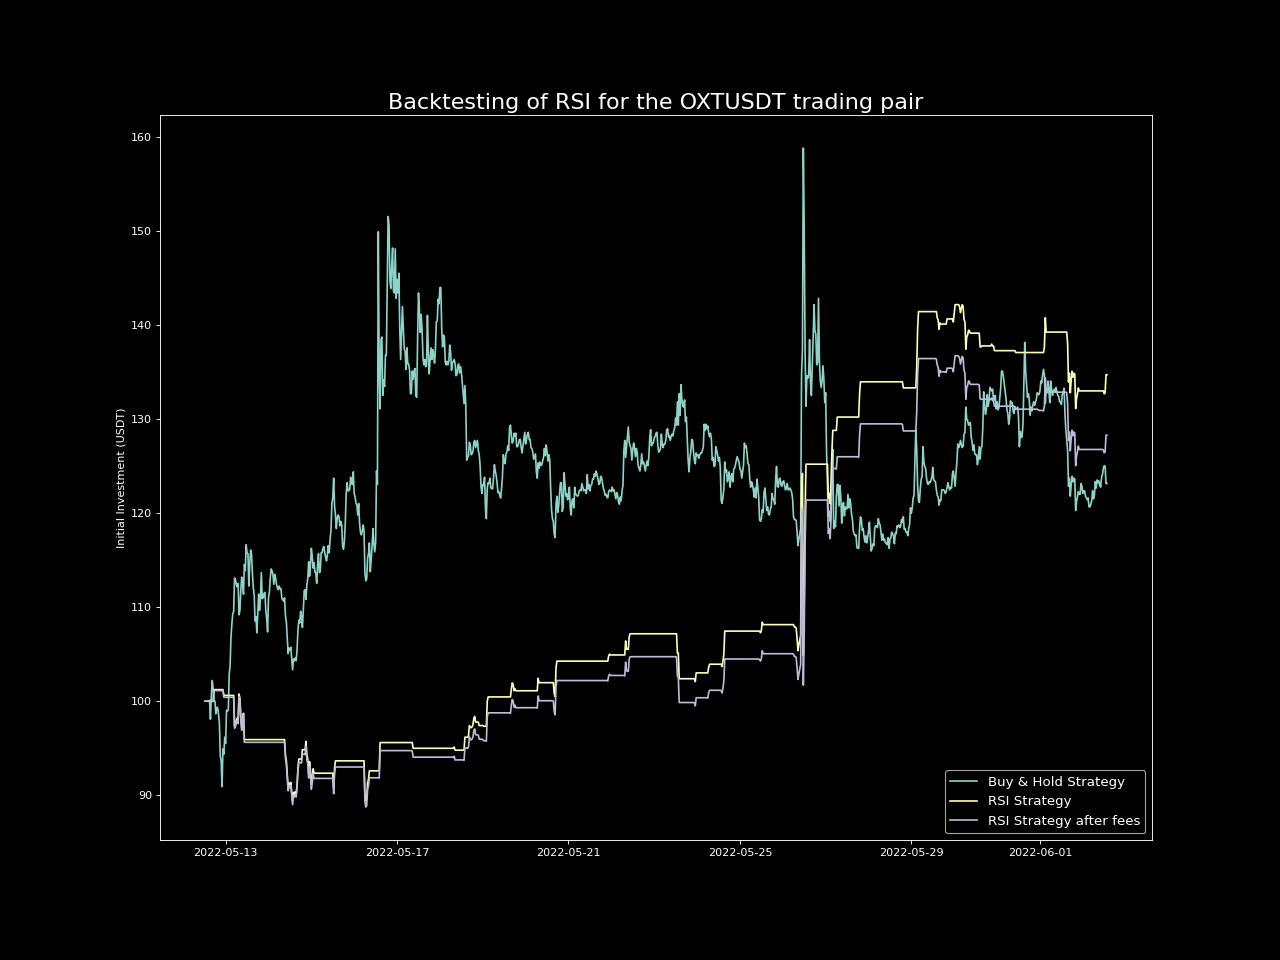 Backtesting of RSI for the OXTUSDT trading pair
Initial Investment (USDT)
160
150
140
130
120
110
100
90
2022-05-13
2022-05-17
2022-05-21
2022-05-25
2022-05-29
2022-06-01
Buy & Hold Strategy
RSI Strategy
RSI Strategy after fees